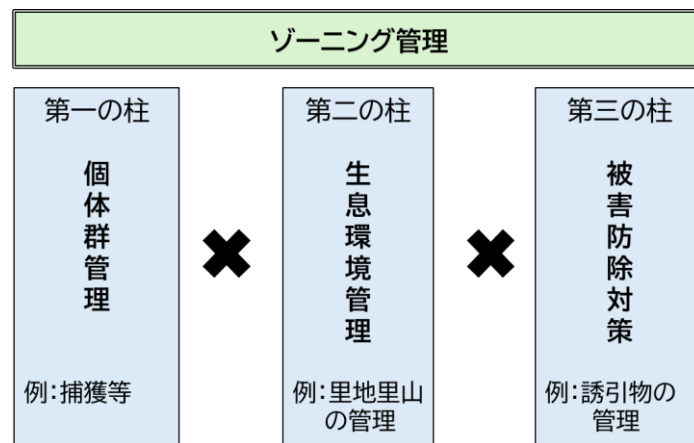 ゾーニング管理
第一の柱
個体群管理
例：捕獲等
第二の柱
生息環境管理
例：里地里山
の管理
第三の柱
被害防除対策
例：誘引物の
管理